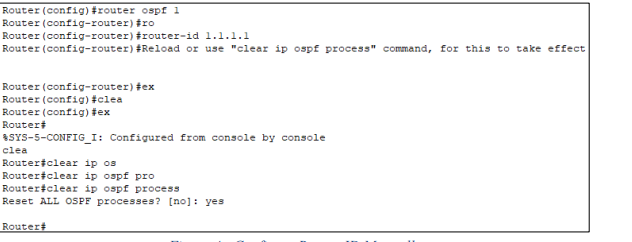 Router(config)#router ospf 1
Router(config-router)#ro
Router(config-router)#router-id 1.1.1.1
Router(config-router)#Reload or use "clear ip ospf process" command, for this to take effect
Router(config-router)#ex
Router(config)#clea
Router(config)#ex
Router#
%SYS-5-CONFIG_I: Configured from console by console
clea
Router#clear ip os
Router#clear ip ospf pro
Router#clear ip ospf process
Reset ALL OSPF processes? [no]: yes
Router#